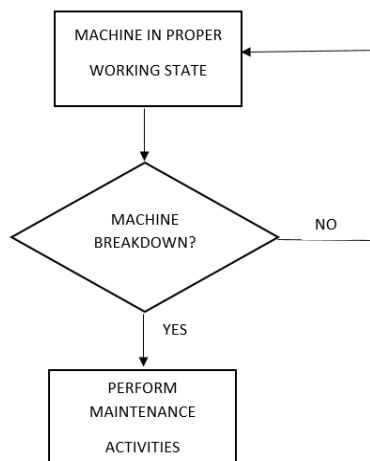 MACHINE IN PROPER
WORKING STATE
MACHINE
BREAKDOWN?
NO
YES
PERFORM
MAINTENANCE
ACTIVITIES